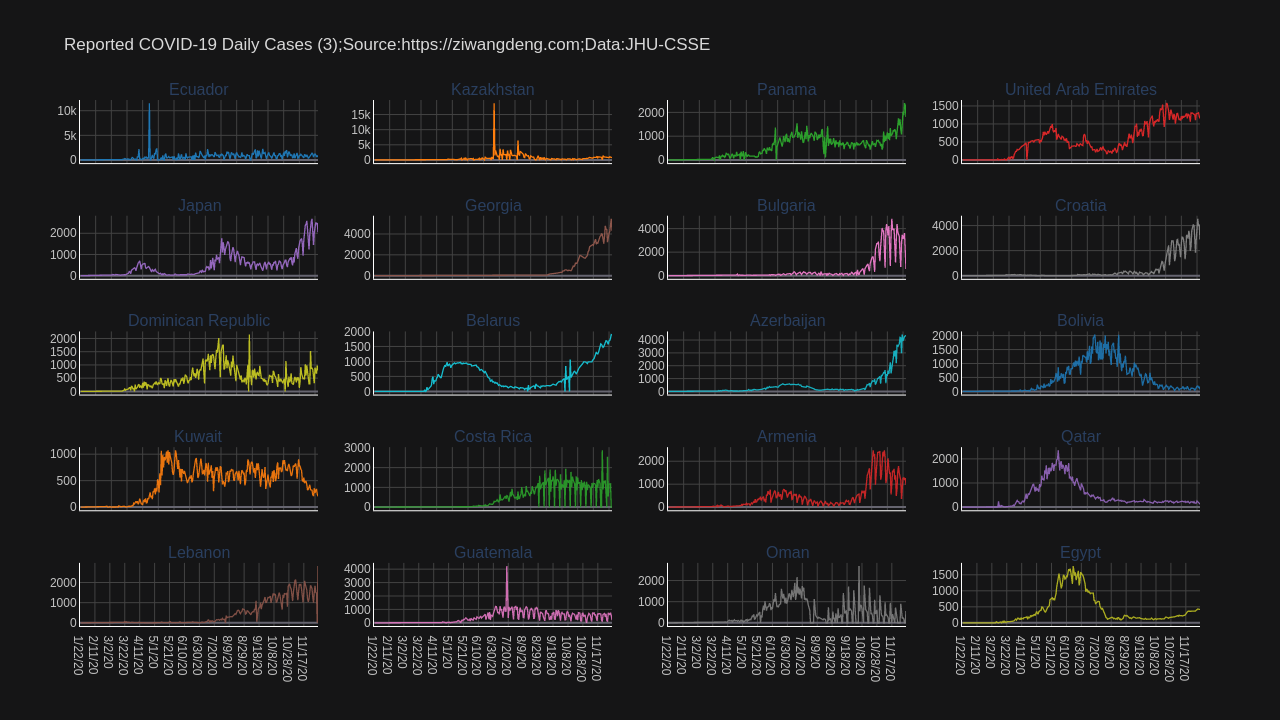 Reported COVID-19 Daily Cases (3);Source:https://ziwangdeng.com;Data:JHU-CSSE
Ecuador
Kazakhstan
Panama
United Arab Emirates
10k
5k
0
15k
10k
5k
0
2000
1000
0
1500
1000
500
0
Japan
Georgia
Bulgaria
Croatia
2000
1000
0
4000
2000
0
4000
2000
0
4000
2000
0
Dominican Republic
Belarus
Azerbaijan
Bolivia
2000
1500
1000
500
0
2000
1500
1000
500
0
4000
3000
2000
1000
0
2000
1500
1000
500
0
Kuwait
Costa Rica
Armenia
Qatar
1000
500
0
3000
2000
1000
0
2000
1000
0
2000
1000
0
Lebanon
Guatemala
Oman
Egypt
2000
1000
0
4000
3000
2000
1000
0
2000
1000
0
1500
1000
500
0
1/22/20 2/11/20 3/2/20 3/22/20 4/11/20 5/1/20 5/21/20 6/10/20 6/30/20 7/20/20 8/9/20 8/29/20 9/18/20 10/8/20 10/28/20 11/17/20
1/22/20 2/11/20 3/2/20 3/22/20 4/11/20 5/1/20 5/21/20 6/10/20 6/30/20 7/20/20 8/9/20 8/29/20 9/18/20 10/8/20 10/28/20 11/17/20
1/22/20 2/11/20 3/2/20 3/22/20 4/11/20 5/1/20 5/21/20 6/10/20 6/30/20 7/20/20 8/9/20 8/29/20 9/18/20 10/8/20 10/28/20 11/17/20
1/22/20 2/11/20 3/2/20 3/22/20 4/11/20 5/1/20 5/21/20 6/10/20 6/30/20 7/20/20 8/9/20 8/29/20 9/18/20 10/8/20 10/28/20 11/17/20